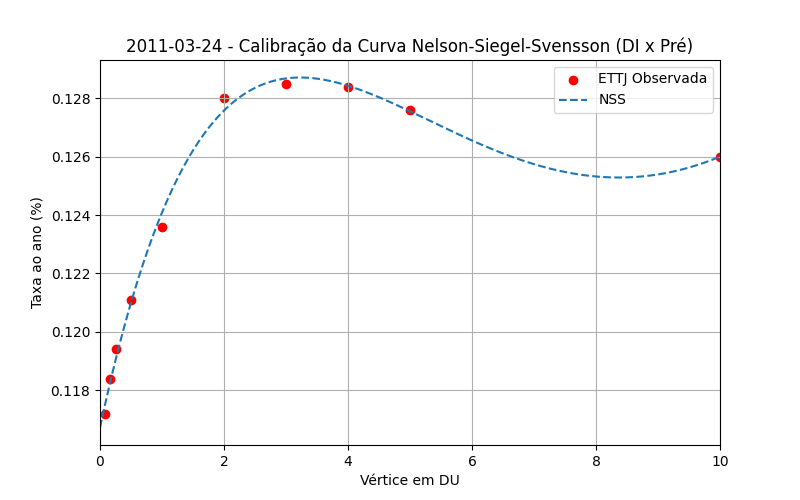 2011-03-24 - Calibração da Curva Nelson-Siegel-Svensson (DI x Pré)
ETTJ Observada
NSS
Taxa ao ano (%)
0.128
0.126
0.124
0.122
0.120
0.118
0 2 4 6 8 10
Vértice em DU